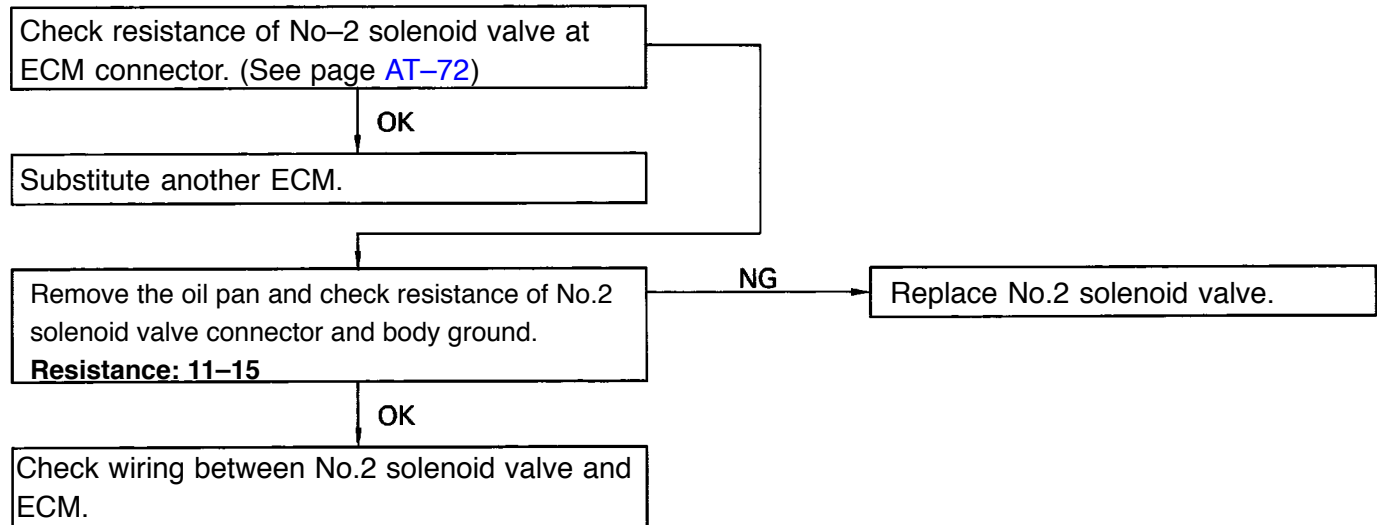 Check resistance of No–2 solenoid valve at
ECM connector. (See page AT–72)
OK
Substitute another ECM.
Remove the oil pan and check resistance of No.2
solenoid valve connector and body ground.
Resistance: 11–15
NG
Replace No.2 solenoid valve.
OK
Check wiring between No.2 solenoid valve and
ECM.